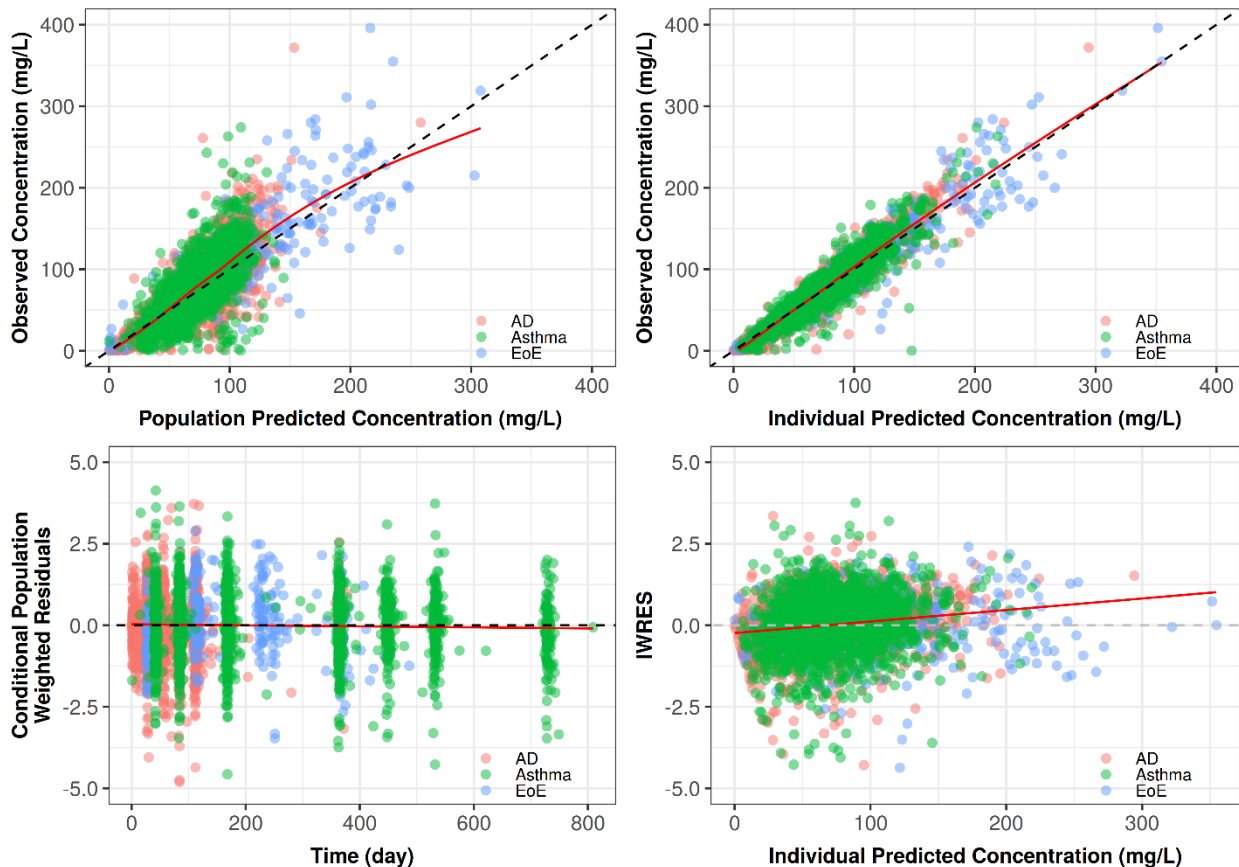 Observed Concentration (mg/L)
400
300
200
100
0
AD
Asthma
EoE
0 100 200 300 400
Population Predicted Concentration (mg/L)
Observed Concentration (mg/L)
400
300
200
100
0
AD
Asthma
EoE
0 100 200 300 400
Individual Predicted Concentration (mg/L)
Conditional Population
Weighted Residuals
5.0
2.5
0.0
-2.5
-5.0
AD
Asthma
EoE
0 200 400 600 800
Time (day)
IWRES
5.0
2.5
0.0
-2.5
-5.0
AD
Asthma
EoE
0 100 200 300
Individual Predicted Concentration (mg/L)